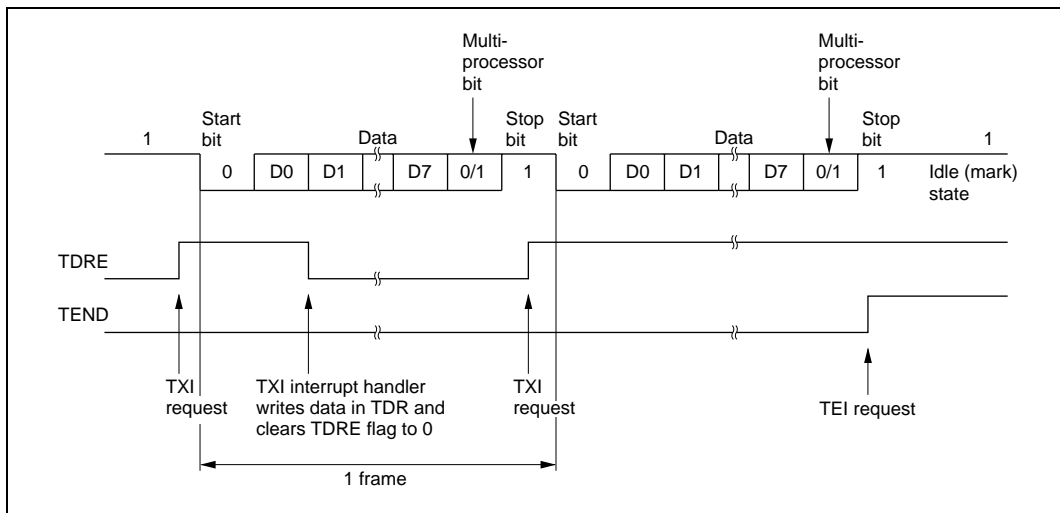 Multi-
processor
bit
Multi-
processor
bit
1
Start
bit
Data
Stop
bit
Start
bit
Data
Stop
bit
1
0 D0 D1 D7 0/1 1 0 D0 D1 D7 0/1 1
Idle (mark)
state
TDRE
TEND
TXI
request
TXI interrupt handler
writes data in TDR and
clears TDRE flag to 0
TXI
request
TEI request
1 frame